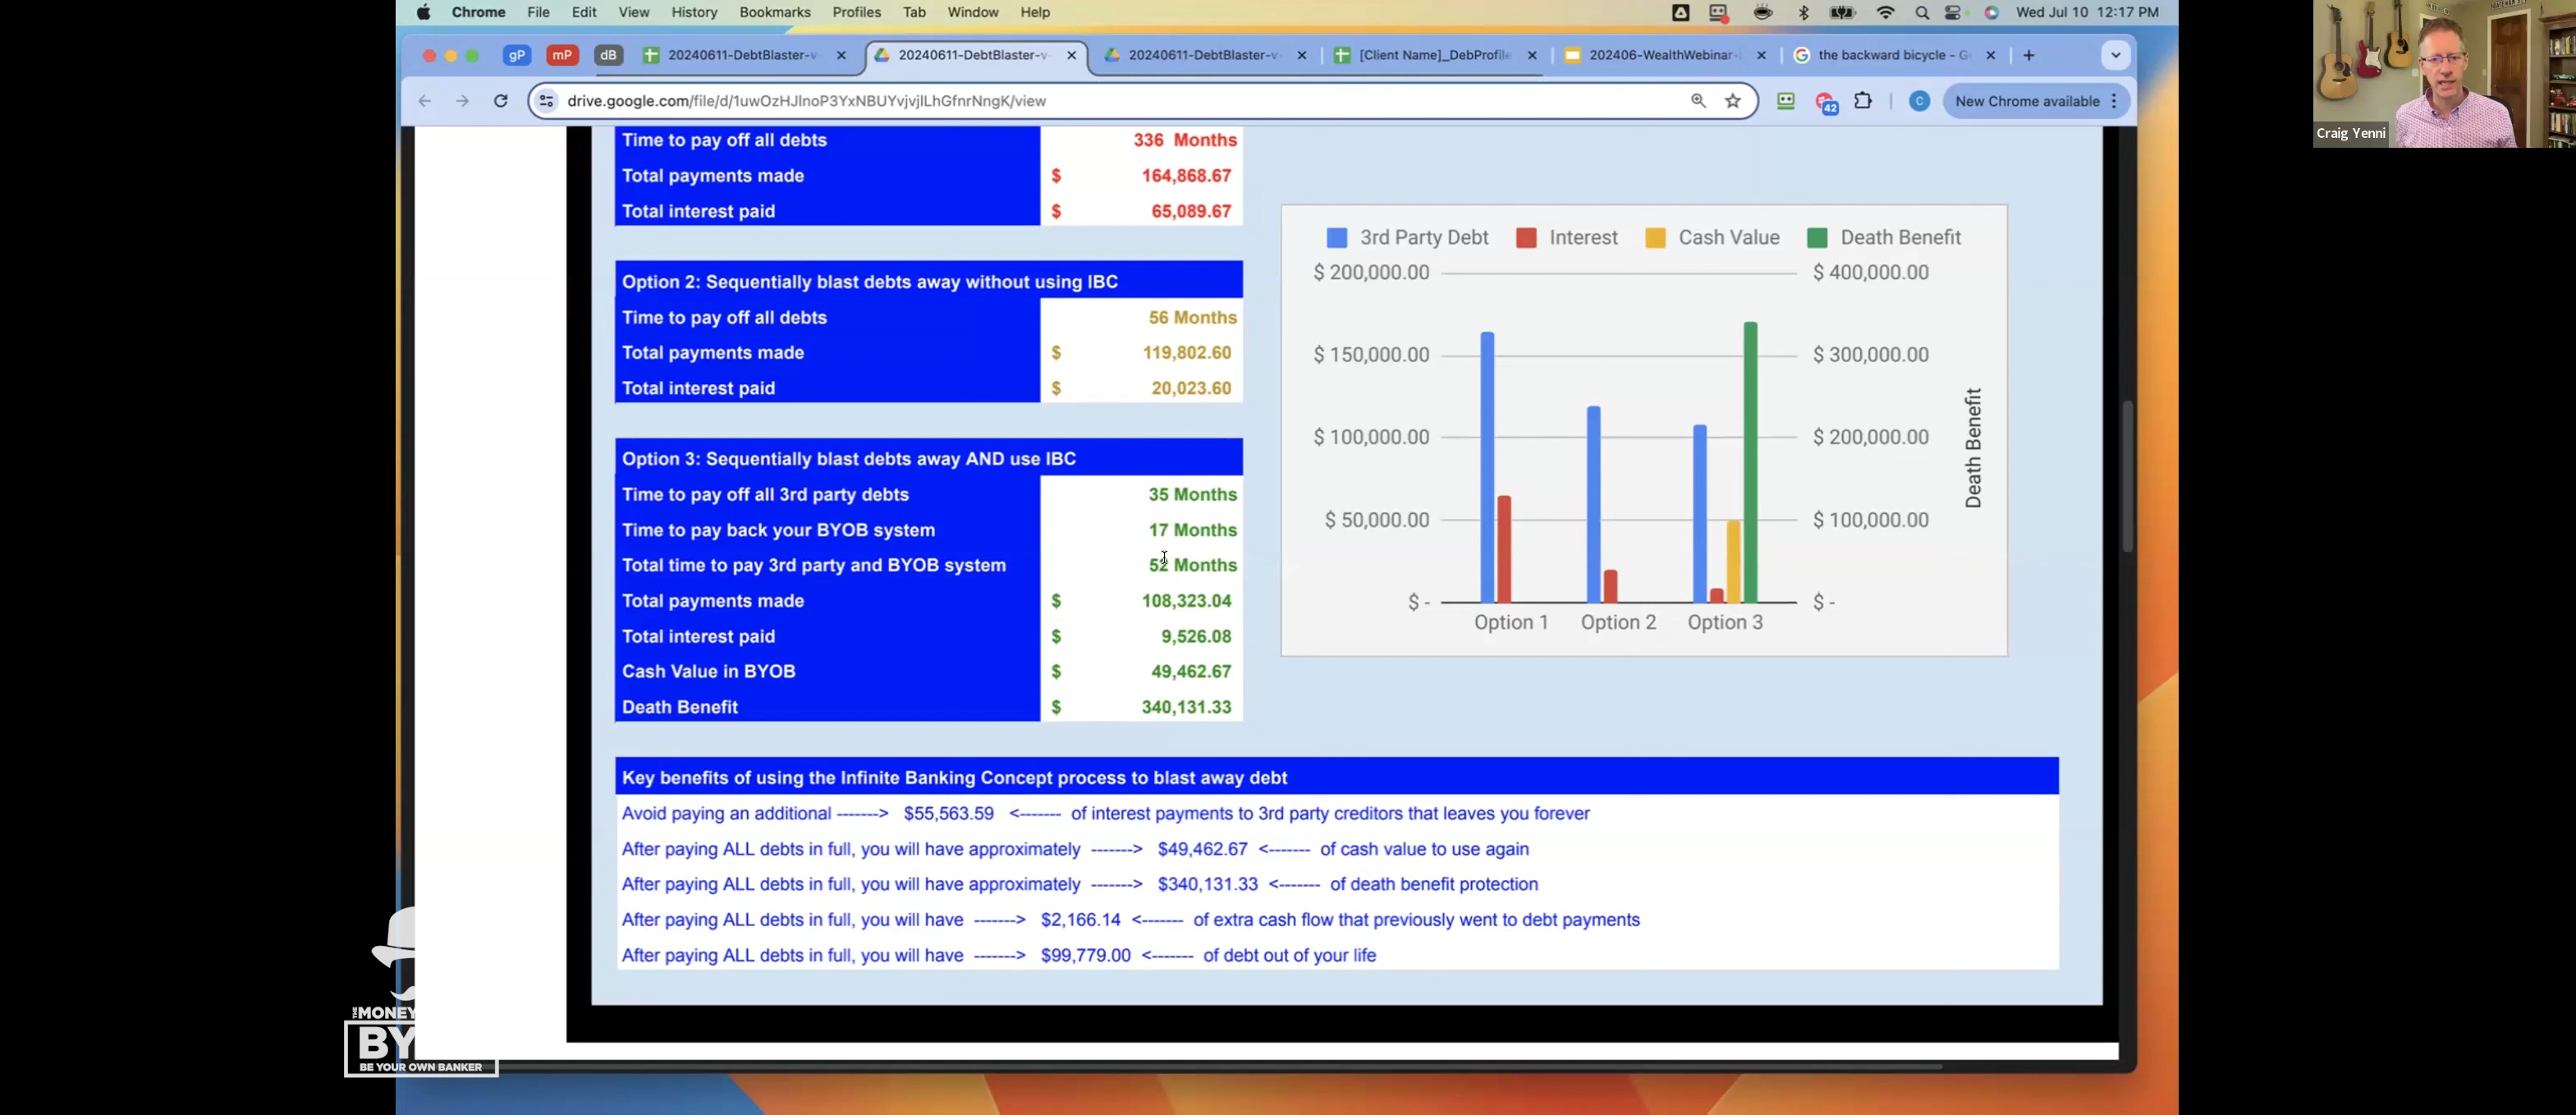 Chrome File Edit View History Bookmarks Profiles Tab Window Help Wed Jul 10 12:17 PM
gP mP dB 20240611-DebtBlaster-v 20240611-DebtBlaster-v- 20240611-DebtBlaster-v [Client Name]_DebProfile 202406-WealthWebinar- the backward bicycle - G
drive.google.com/file/d/1uwOzHJlnoP3YxNBUYvjvjlLhGfnrNngK/view 42 C New Chrome available
Craig Yenni
Time to pay off all debts 336 Months
Total payments made $ 164,868.67
Total interest paid $ 65,089.67
Option 2: Sequentially blast debts away without using IBC
Time to pay off all debts 56 Months
Total payments made $ 119,802.60
Total interest paid $ 20,023.60
Option 3: Sequentially blast debts away AND use IBC
Time to pay off all 3rd party debts 35 Months
Time to pay back your BYOB system 17 Months
Total time to pay 3rd party and BYOB system 52 Months
Total payments made $ 108,323.04
Total interest paid $ 9,526.08
Cash Value in BYOB $ 49,462.67
Death Benefit $ 340,131.33
3rd Party Debt Interest Cash Value Death Benefit
$ 200,000.00 $ 400,000.00
$ 150,000.00 $ 300,000.00
$ 100,000.00 $ 200,000.00
$ 50,000.00 $ 100,000.00
$ - $ -
Death Benefit
Option 1 Option 2 Option 3
Key benefits of using the Infinite Banking Concept process to blast away debt
Avoid paying an additional -------> $55,563.59 <------- of interest payments to 3rd party creditors that leaves you forever
After paying ALL debts in full, you will have approximately -------> $49,462.67 <------- of cash value to use again
After paying ALL debts in full, you will have approximately -------> $340,131.33 <------- of death benefit protection
After paying ALL debts in full, you will have -------> $2,166.14 <------- of extra cash flow that previously went to debt payments
After paying ALL debts in full, you will have -------> $99,779.00 <------- of debt out of your life
THE MONEY
BY
BE YOUR OWN BANKER